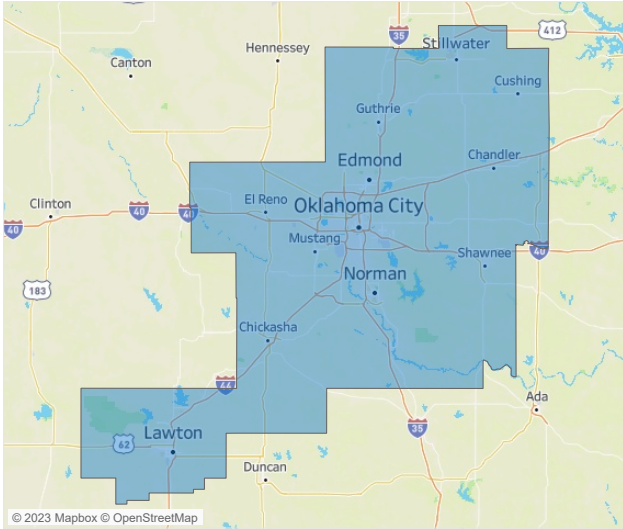 35
412
Stillwater
Hennessey
Canton
Cushing
Guthrie
Edmond
Chandler
Clinton
El Reno
Oklahoma City
40
40
40
Mustang
Shawnee
40
Norman
183
Chickasha
44
Ada
62
Lawton
35
Duncan
© 2023 Mapbox © OpenStreetMap